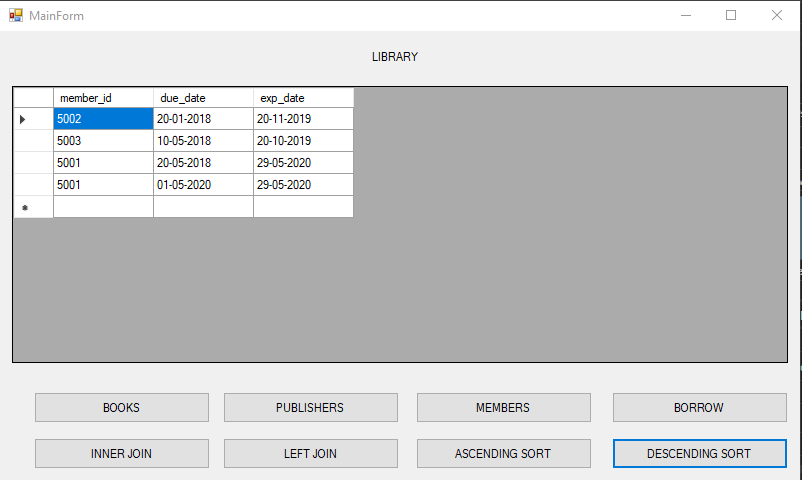 MainForm
LIBRARY
member_id due_date exp_date
5002 20-01-2018 20-11-2019
5003 10-05-2018 20-10-2019
5001 20-05-2018 29-05-2020
5001 01-05-2020 29-05-2020
BOOKS PUBLISHERS MEMBERS BORROW
INNER JOIN LEFT JOIN ASCENDING SORT DESCENDING SORT